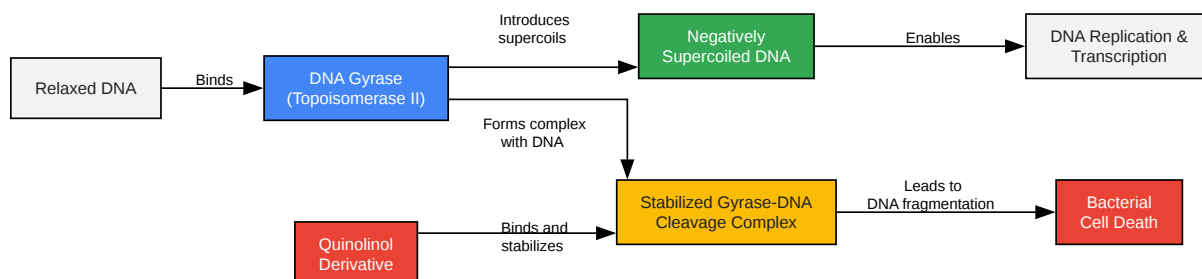 Relaxed DNA
Binds
DNA Gyrase
(Topoisomerase II)
Introduces
supercoils
Negatively
Supercoiled DNA
Enables
DNA Replication &
Transcription
Forms complex
with DNA
Quinolinol
Derivative
Binds and
stabilizes
Stabilized Gyrase-DNA
Cleavage Complex
Leads to
DNA fragmentation
Bacterial
Cell Death